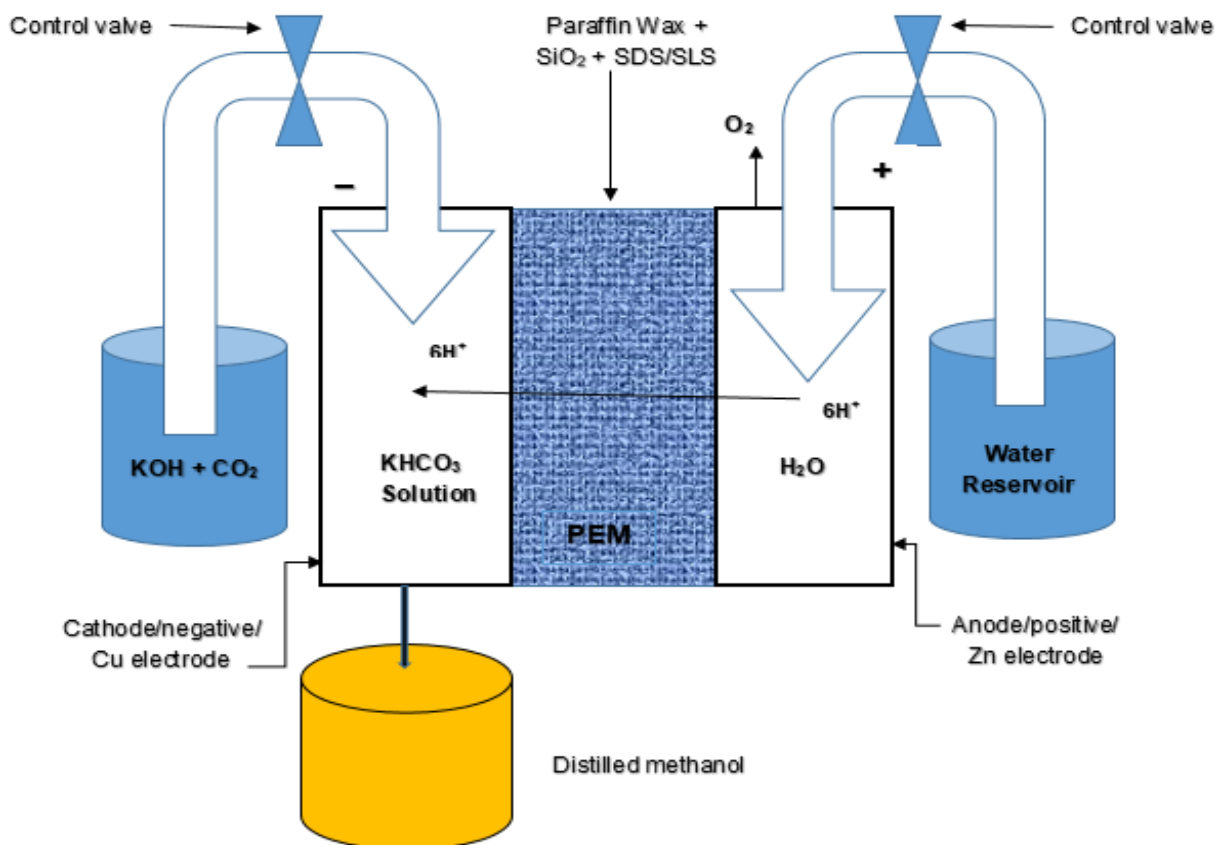 Control valve
Paraffin Wax +
SiO₂ + SDS/SLS
Control valve
O₂
–
+
6H⁺
6H⁺
KOH + CO₂
KHCO₃
Solution
H₂O
Water
Reservoir
PEM
Cathode/negative/
Cu electrode
Anode/positive/
Zn electrode
Distilled methanol